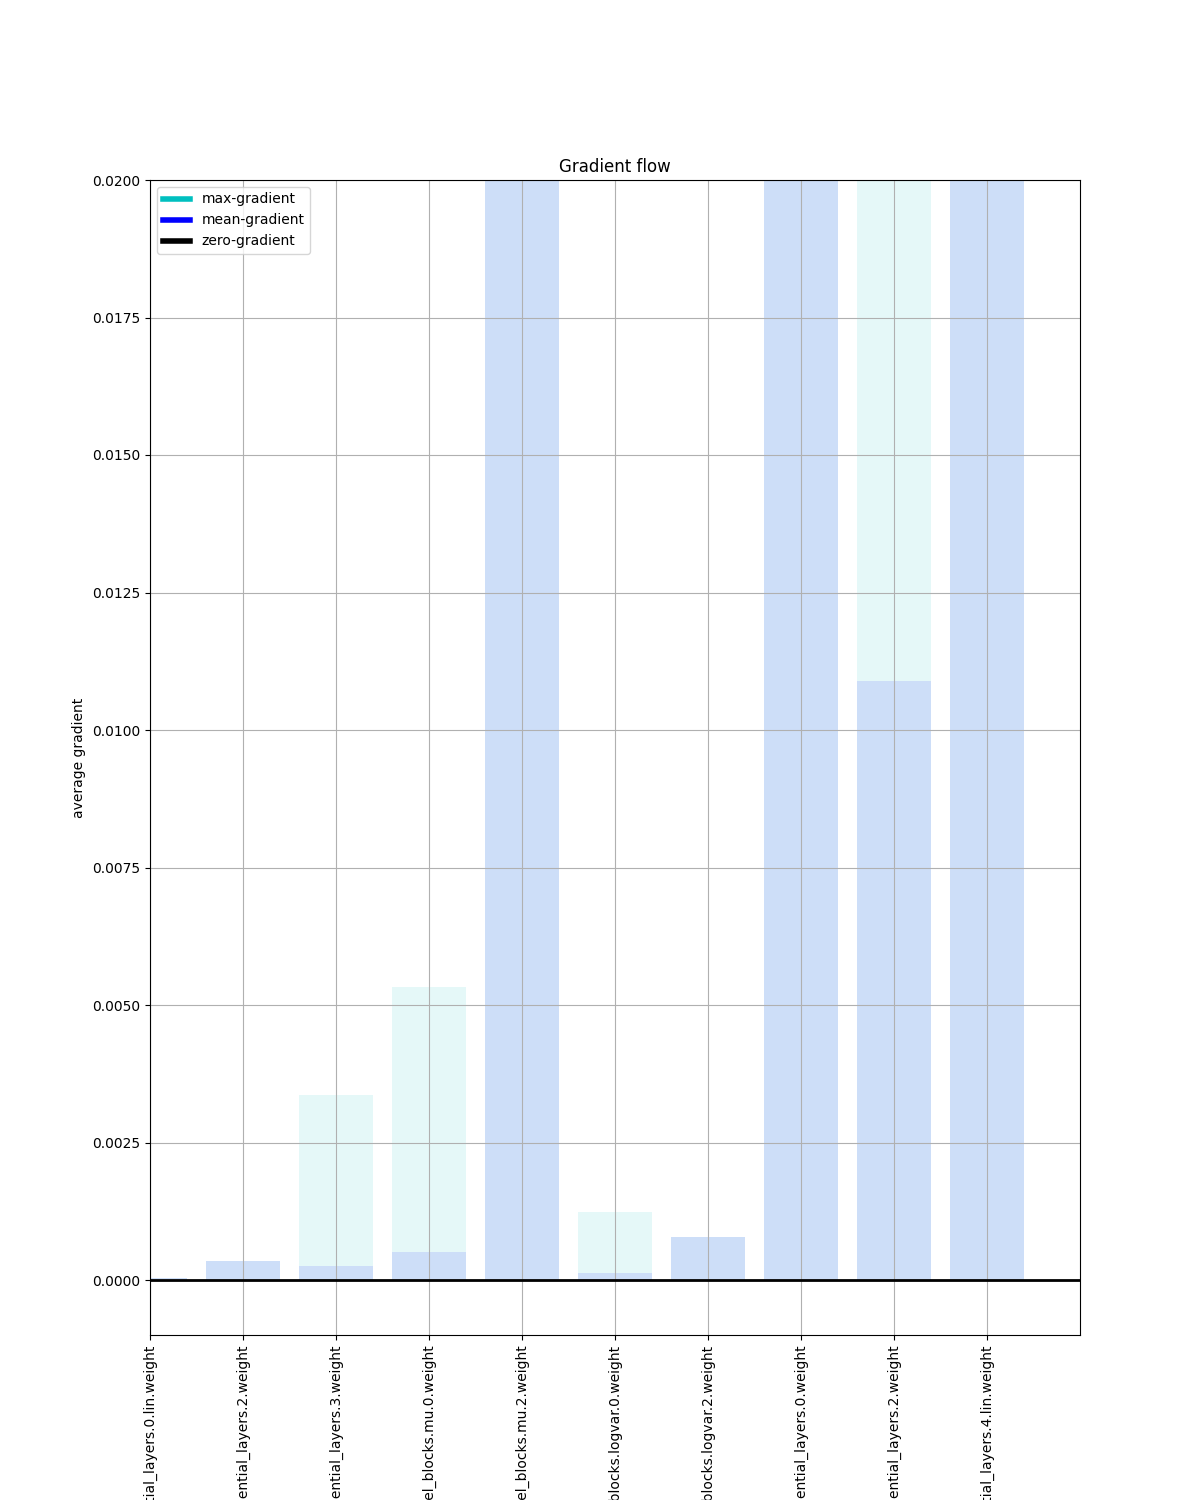 Gradient flow
max-gradient
mean-gradient
zero-gradient
average gradient
0.0200
0.0175
0.0150
0.0125
0.0100
0.0075
0.0050
0.0025
0.0000
tial_layers.0.lin.weight
ential_layers.2.weight
ential_layers.3.weight
el_blocks.mu.0.weight
el_blocks.mu.2.weight
blocks.logvar.0.weight
blocks.logvar.2.weight
ential_layers.0.weight
ential_layers.2.weight
tial_layers.4.lin.weight